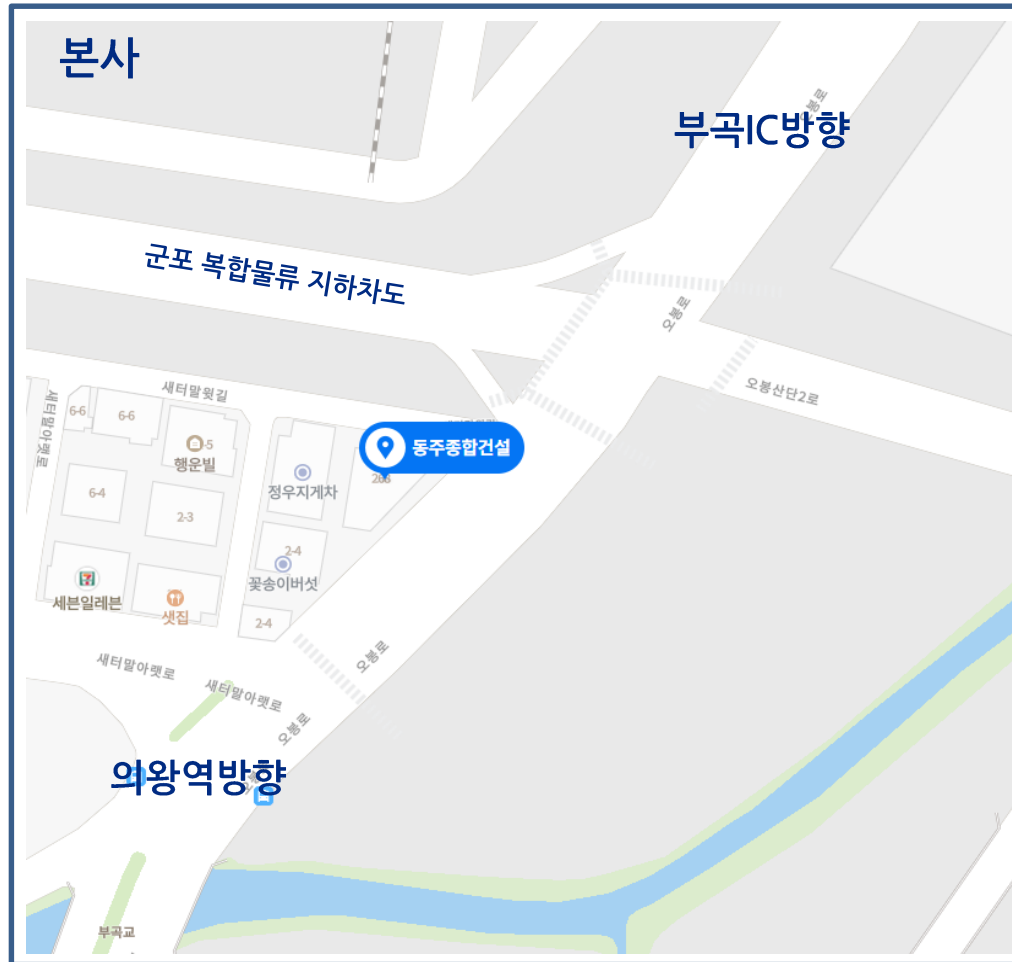 본사
오봉로
부곡IC방향
군포 복합물류 지하차도
오봉로
오봉산단2로
새터말윗길
새터말아랫로
6-6
6-6
행운빌
동주종합건설
정우지게차
6-4
2-3
2-4
꽃송이버섯
세븐일레븐
샛집
2-4
오봉로
새터말아랫로
새터말아랫로
오봉로
의왕역방향
부곡교